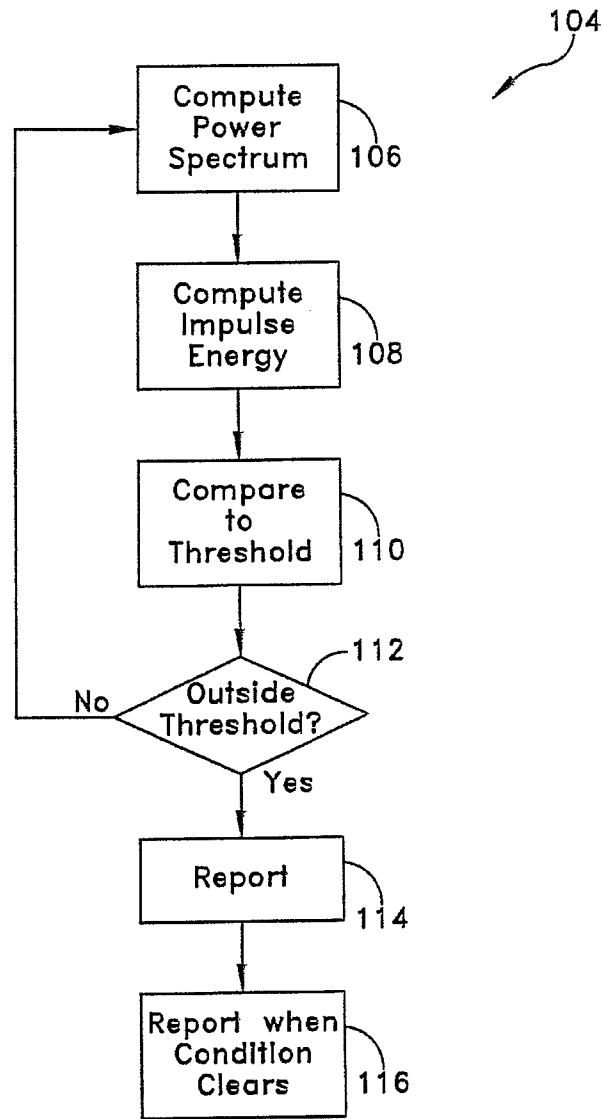 104
Compute
Power
Spectrum
106
Compute
Impulse
Energy
108
Compare
to
Threshold
110
112
No
Outside
Threshold?
Yes
Report
114
Report when
Condition
Clears
116